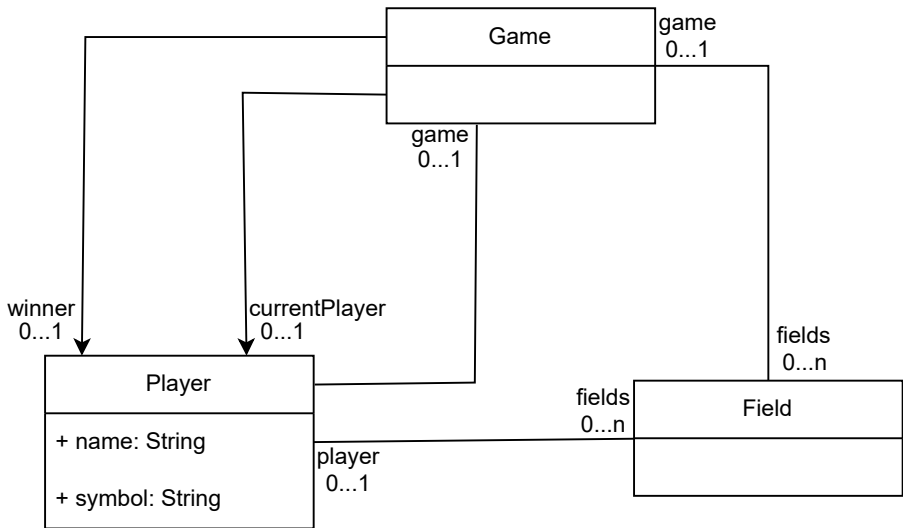 Game
game
0...1
game
0...1
winner
0...1
currentPlayer
0...1
Player
+ name: String
+ symbol: String
player
0...1
fields
0...n
fields
0...n
Field